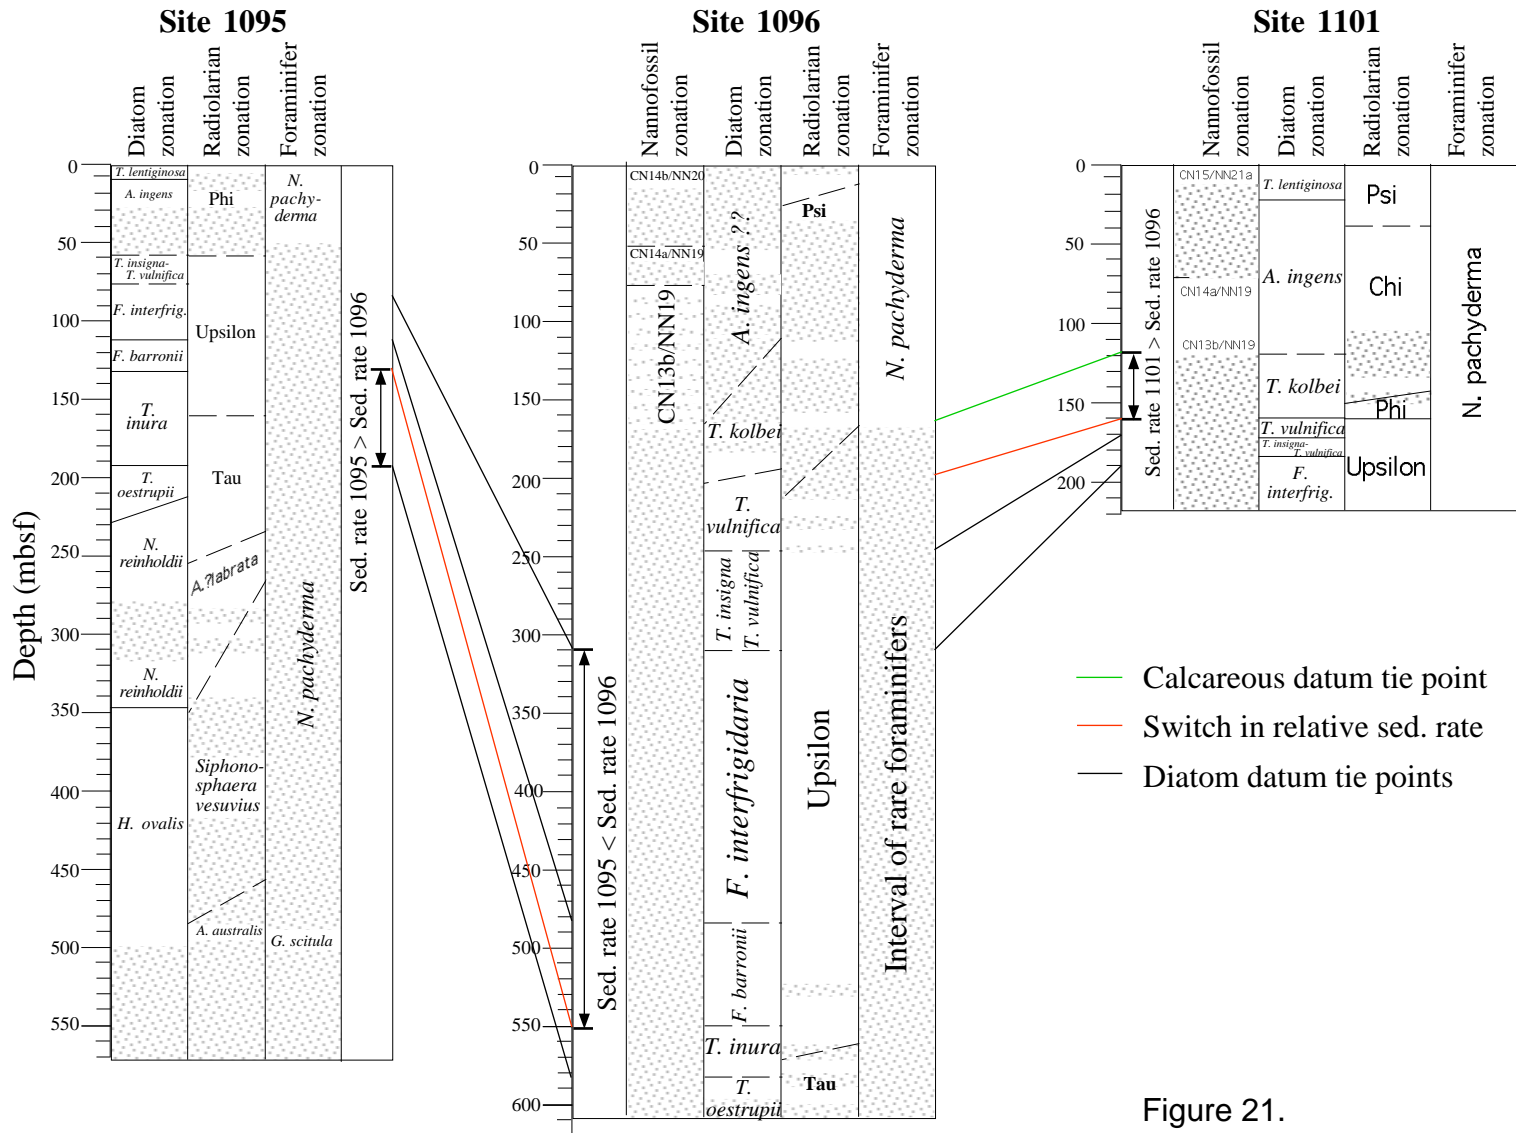 Site 1095
Site 1096
Site 1101
Diatom
zonation
Radiolarian
zonation
Foraminifer
zonation
Nannofossil
zonation
Diatom
zonation
Radiolarian
zonation
Foraminifer
zonation
Nannofossil
zonation
Diatom
zonation
Radiolarian
zonation
Foraminifer
zonation
Depth (mbsf)
0
50
100
150
200
250
300
350
400
450
500
550
T. lentiginosa
A. ingens
T. insigna-
T. vulnifica
F. interfrig.
F. barronii
T.
inura
T.
oestrupii
N.
reinholdii
N.
reinholdii
H. ovalis
Phi
Upsilon
Tau
A.?labrata
Siphono-
sphaera
vesuvius
A. australis
N.
pachy-
derma
N. pachyderma
G. scitula
Sed. rate 1095 > Sed. rate 1096
0
50
100
150
200
250
300
350
400
450
500
550
600
Sed. rate 1095 < Sed. rate 1096
CN14b/NN20
CN14a/NN19
CN13b/NN19
A. ingens ??
T. kolbei
T.
vulnifica
T. insigna
T. vulnifica
F. interfrigidaria
F. barronii
T. inura
T.
oestrupii
Psi
Upsilon
Tau
N. pachyderma
Interval of rare foraminifers
0
50
100
150
200
Sed. rate 1101 > Sed. rate 1096
CN15/NN21a
CN14a/NN19
CN13b/NN19
T. lentiginosa
A. ingens
T. kolbei
T. vulnifica
T. insigna-
T. vulnifica
F.
interfrig.
Psi
Chi
Phi
Upsilon
N. pachyderma
Calcareous datum tie point
Switch in relative sed. rate
Diatom datum tie points
Figure 21.